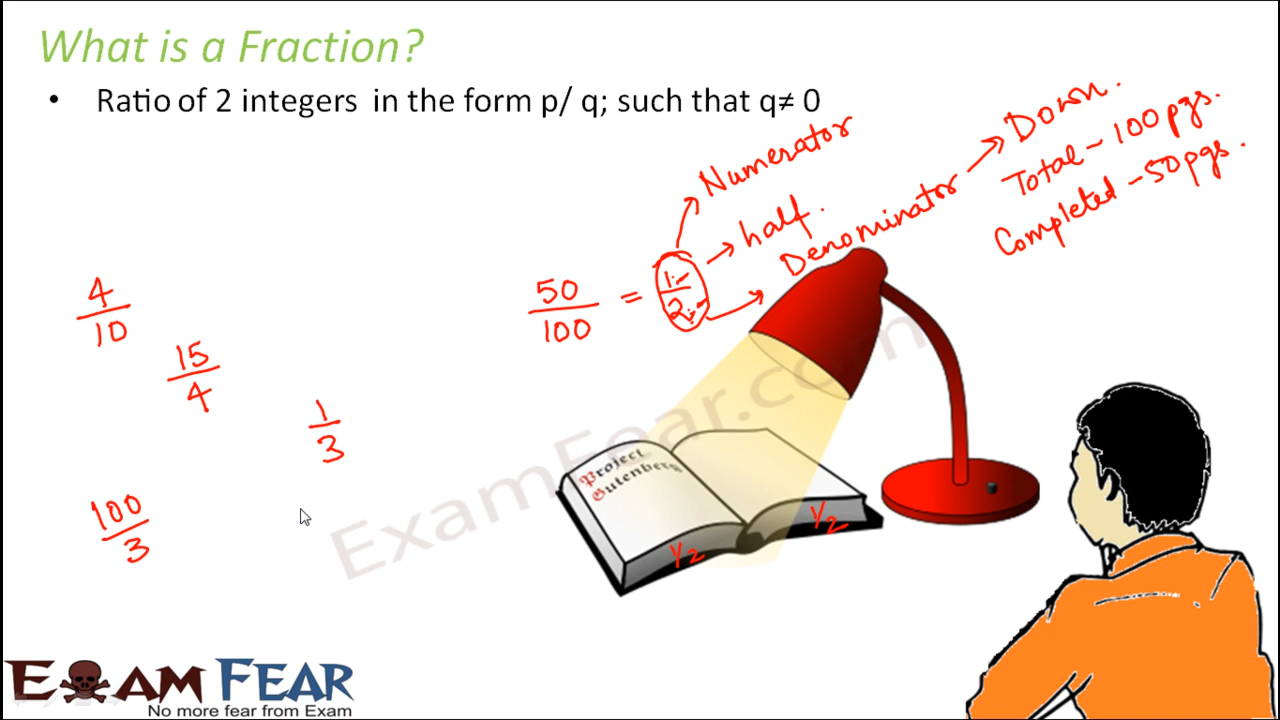 What is a Fraction?
• Ratio of 2 integers in the form p/ q; such that q≠ 0
Numerator
half.
Denominator → Down.
Total - 100 pgs.
Completed - 50 pgs.
50/100 = 1/2
4/10
15/4
1/3
100/3
Project
Gutenberg
1/2
1/2
ExamFear.com
EXAM FEAR
No more fear from Exam